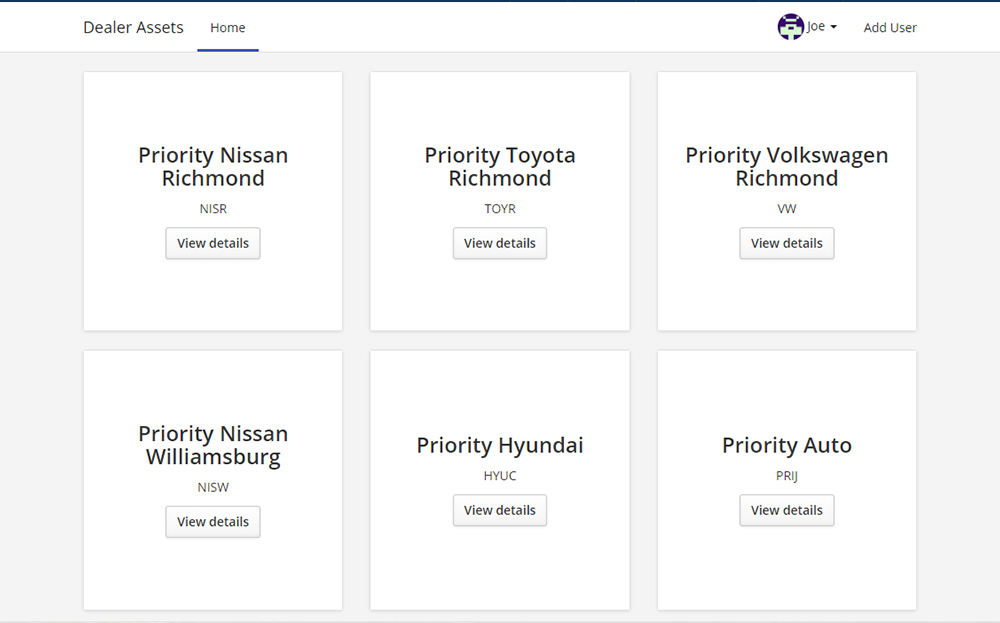 Dealer Assets Home Joe Add User
Priority Nissan
Richmond
NISR
View details
Priority Toyota
Richmond
TOYR
View details
Priority Volkswagen
Richmond
VW
View details
Priority Nissan
Williamsburg
NISW
View details
Priority Hyundai
HYUC
View details
Priority Auto
PRIJ
View details